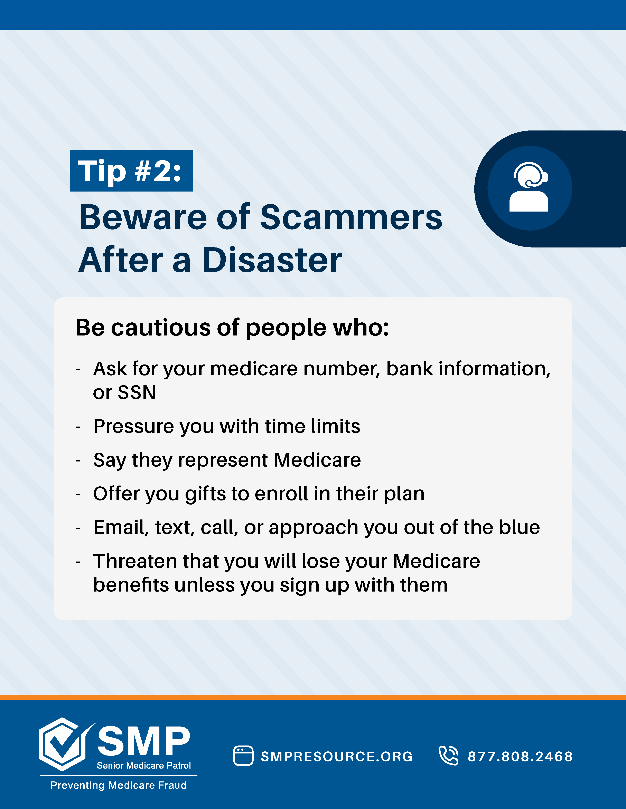 Tip #2:
Beware of Scammers
After a Disaster
Be cautious of people who:
- Ask for your medicare number, bank information,
or SSN
- Pressure you with time limits
- Say they represent Medicare
- Offer you gifts to enroll in their plan
- Email, text, call, or approach you out of the blue
- Threaten that you will lose your Medicare
benefits unless you sign up with them
SMP
Senior Medicare Patrol
Preventing Medicare Fraud
SMPRESOURCE.ORG
877.808.2468